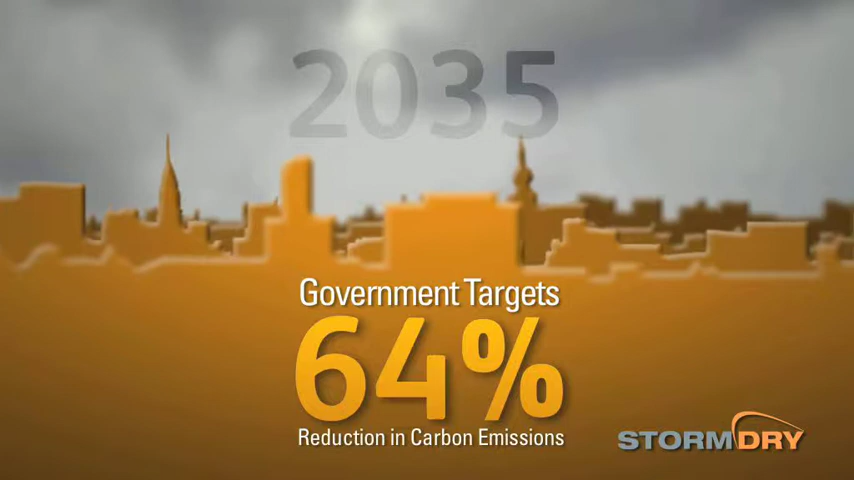 2035
Government Targets
64%
Reduction in Carbon Emissions
STORMDRY